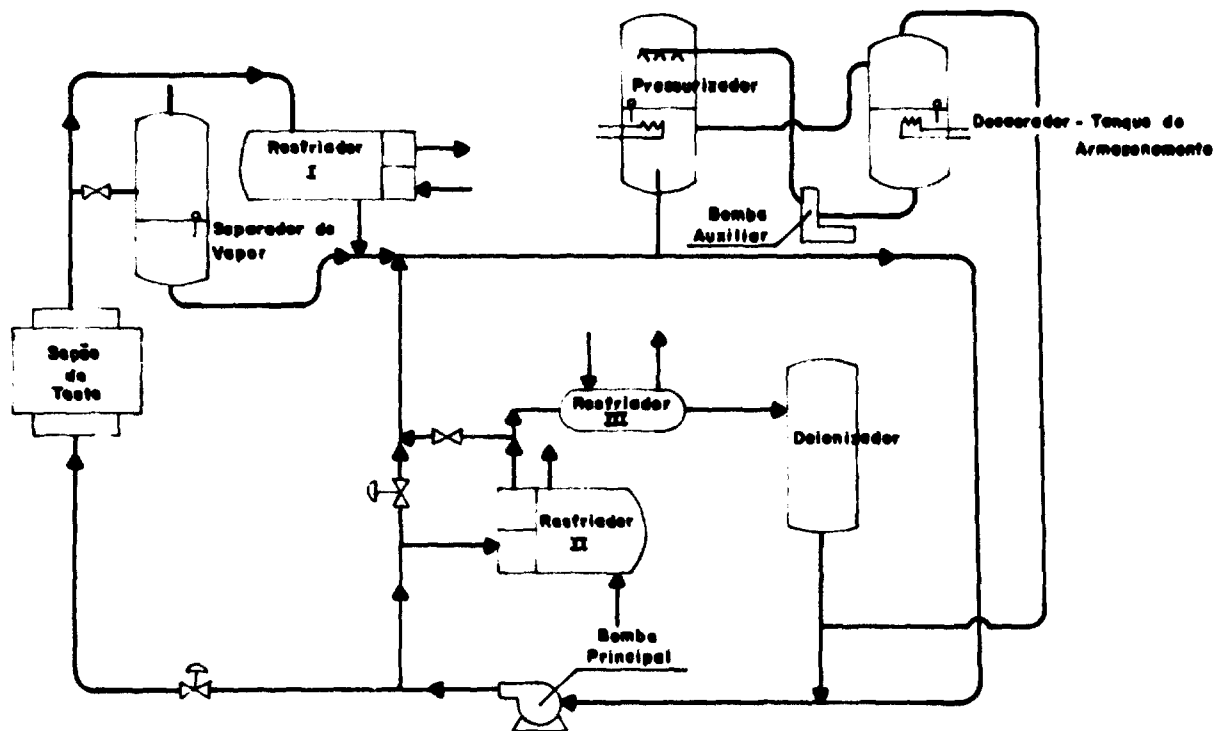 Pressurizador
Desaerador - Tanque de
Armazenamento
Resfriador
I
Bomba
Auxiliar
Separador de
Vapor
Seção
de
Teste
Resfriador
III
Deionizador
Resfriador
II
Bomba
Principal